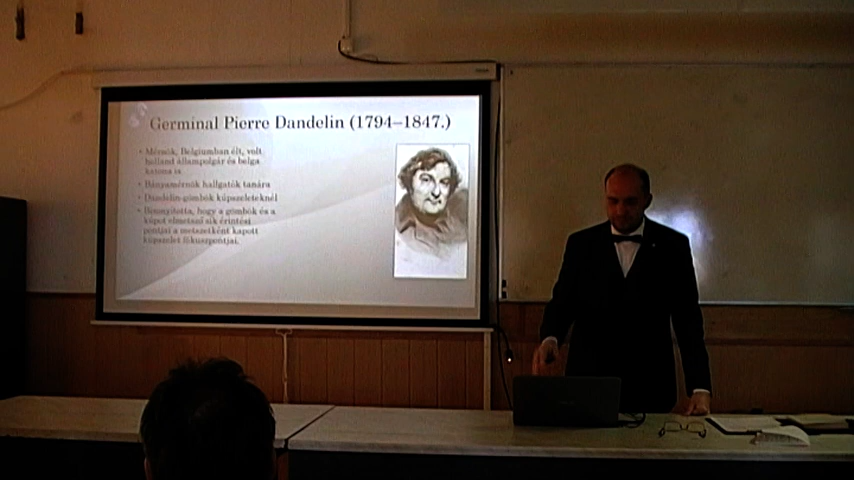 Germinal Pierre Dandelin (1794–1847.)
• Mérnök, Belgiumban élt, volt
holland állampolgár és belga
katona is
• Bányamérnök hallgatók tanára
• Dandelin-gömbök kúpszeleteknél
• Bizonyította, hogy a gömbök és a
kúpot elmetsző sík érintési
pontjai a metszetként kapott
kúpszelet fókuszpontjai.